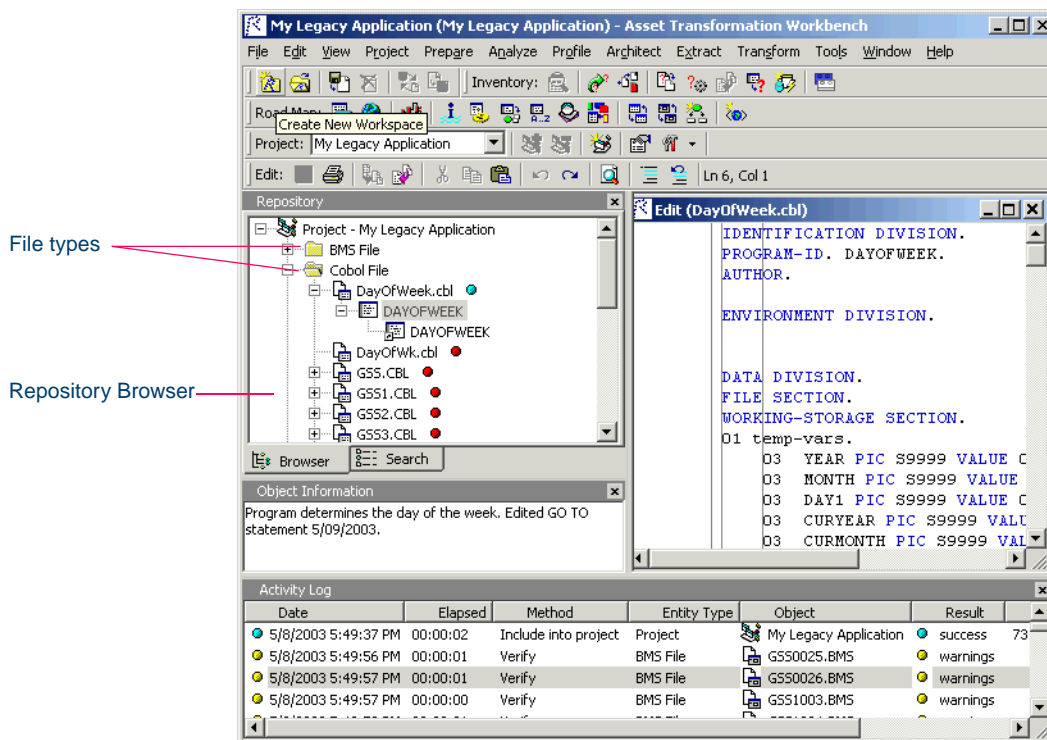 My Legacy Application (My Legacy Application) - Asset Transformation Workbench
File Edit View Project Prepare Analyze Profile Architect Extract Transform Tools Window Help
Inventory:
Road Map:
Create New Workspace
Project: My Legacy Application
Edit: Ln 6, Col 1
Repository
Project - My Legacy Application
File types
BMS File
Cobol File
DayOfWeek.cbl
DAYOFWEEK
DAYOFWEEK
DayOfWk.cbl
GSS.CBL
Repository Browser
GSS1.CBL
GSS2.CBL
GSS3.CBL
Browser Search
Object Information
Program determines the day of the week. Edited GO TO
statement 5/09/2003.
Edit (DayOfWeek.cbl)
IDENTIFICATION DIVISION.
PROGRAM-ID. DAYOFWEEK.
AUTHOR.
ENVIRONMENT DIVISION.
DATA DIVISION.
FILE SECTION.
WORKING-STORAGE SECTION.
01 temp-vars.
03 YEAR PIC S9999 VALUE
03 MONTH PIC S9999 VALUE
03 DAY1 PIC S9999 VALUE
03 CURYEAR PIC S9999 VALU
03 CURMONTH PIC S9999 VAL
Activity Log
Date Elapsed Method Entity Type Object Result
5/8/2003 5:49:37 PM 00:00:02 Include into project Project My Legacy Application success 73
5/8/2003 5:49:56 PM 00:00:01 Verify BMS File GSS0025.BMS warnings
5/8/2003 5:49:57 PM 00:00:01 Verify BMS File GSS0026.BMS warnings
5/8/2003 5:49:57 PM 00:00:00 Verify BMS File GSS1003.BMS warnings